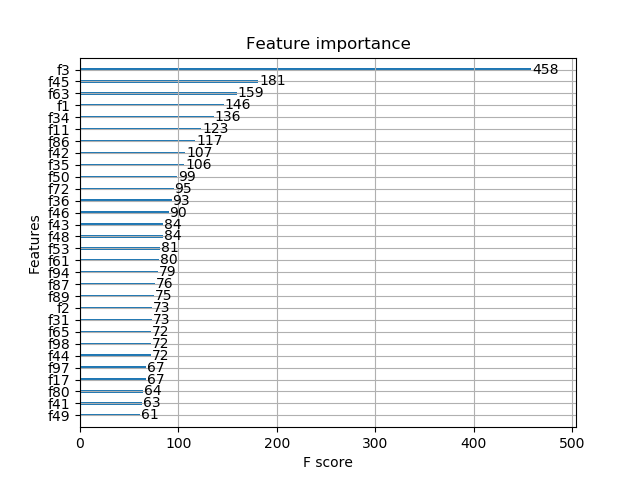 Feature importance
f3 458
f45 181
f63 159
f1 146
f34 136
f11 123
f86 117
f42 107
f35 106
f50 99
f72 95
f36 93
f46 90
f43 84
f48 84
f53 81
f61 80
f94 79
f87 76
f89 75
f2 73
f31 73
f65 72
f98 72
f44 72
f97 67
f17 67
f80 64
f41 63
f49 61
Features
0 100 200 300 400 500
F score